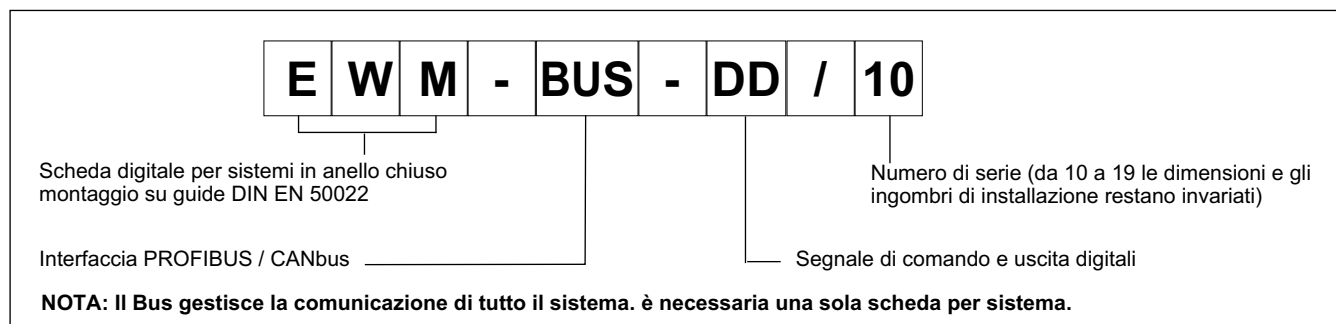 E W M - BUS - DD / 10
Scheda digitale per sistemi in anello chiuso
montaggio su guide DIN EN 50022
Numero di serie (da 10 a 19 le dimensioni e gli
ingombri di installazione restano invariati)
Interfaccia PROFIBUS / CANbus
Segnale di comando e uscita digitali
NOTA: Il Bus gestisce la comunicazione di tutto il sistema. è necessaria una sola scheda per sistema.